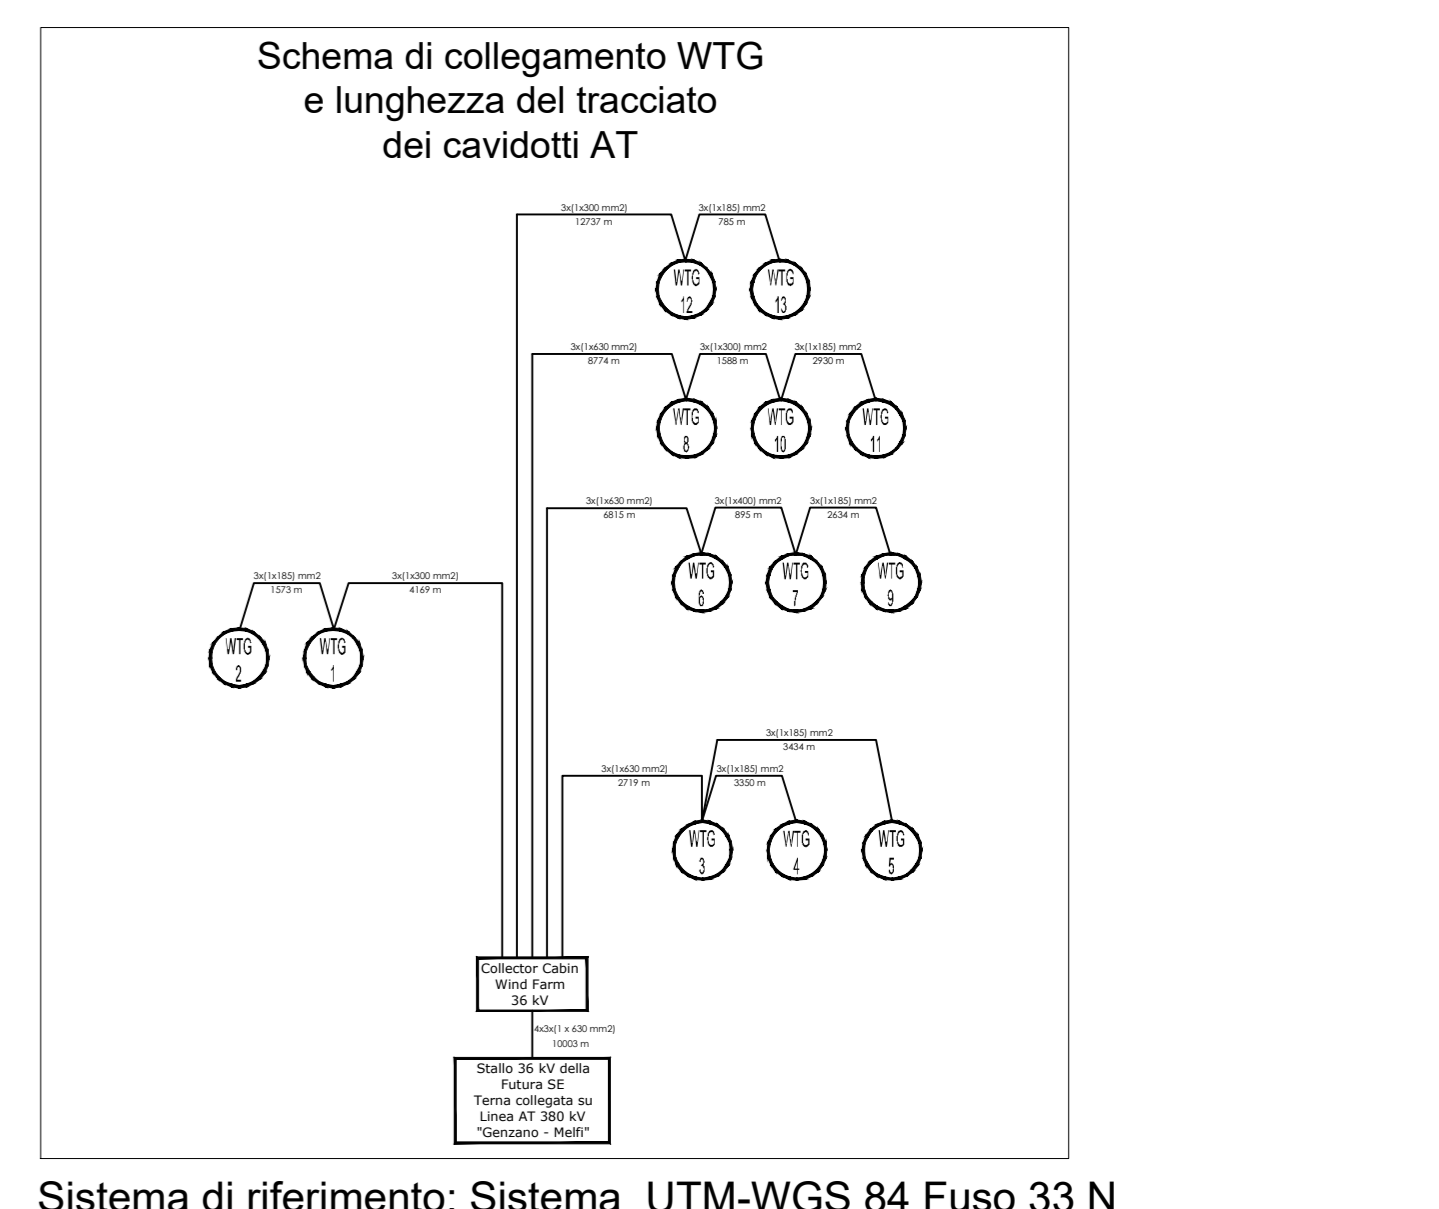 Schema di collegamento WTG
e lunghezza del tracciato
dei cavidotti AT
3x(1x300 mm2)
12737 m
3x(1x185) mm2
785 m
WTG
12
WTG
13
3x(1x630 mm2)
8774 m
3x(1x300) mm2
1588 m
3x(1x185) mm2
2930 m
WTG
8
WTG
10
WTG
11
3x(1x630 mm2)
6815 m
3x(1x400) mm2
895 m
3x(1x185) mm2
2634 m
WTG
6
WTG
7
WTG
9
3x(1x185) mm2
1573 m
3x(1x300 mm2)
4169 m
WTG
2
WTG
1
3x(1x185) mm2
3434 m
3x(1x630 mm2)
2719 m
3x(1x185) mm2
3350 m
WTG
3
WTG
4
WTG
5
Collector Cabin
Wind Farm
36 kV
4x3x(1 x 630 mm2)
10003 m
Stallo 36 kV della
Futura SE
Terna collegata su
Linea AT 380 kV
"Genzano - Melfi"
Sistema di riferimento: Sistema UTM-WGS 84 Fuso 33 N